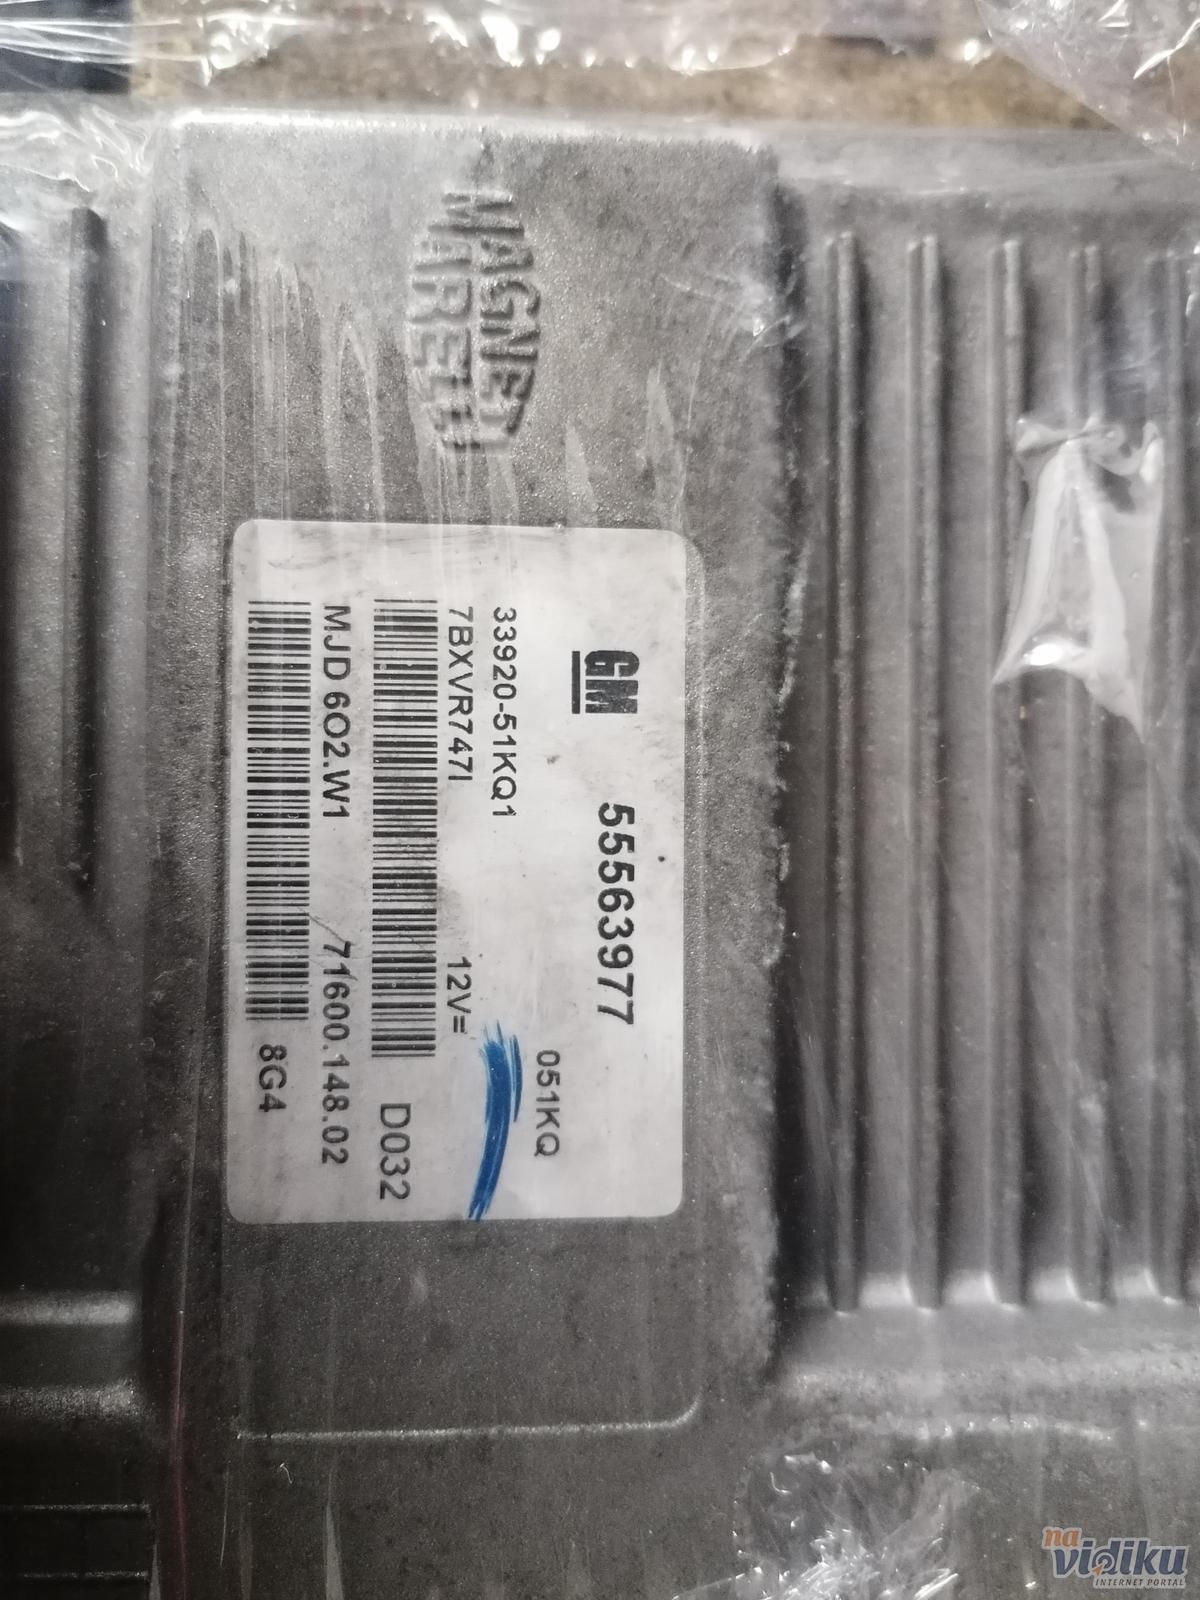 MAGNETI
MARELLI
GM
55563977
051KQ
33920-51KQ1
7BXVR747I
12V=
D032
MJD 6O2.W1
71600.148.02
8G4
na
vidiku
INTERNET PORTAL